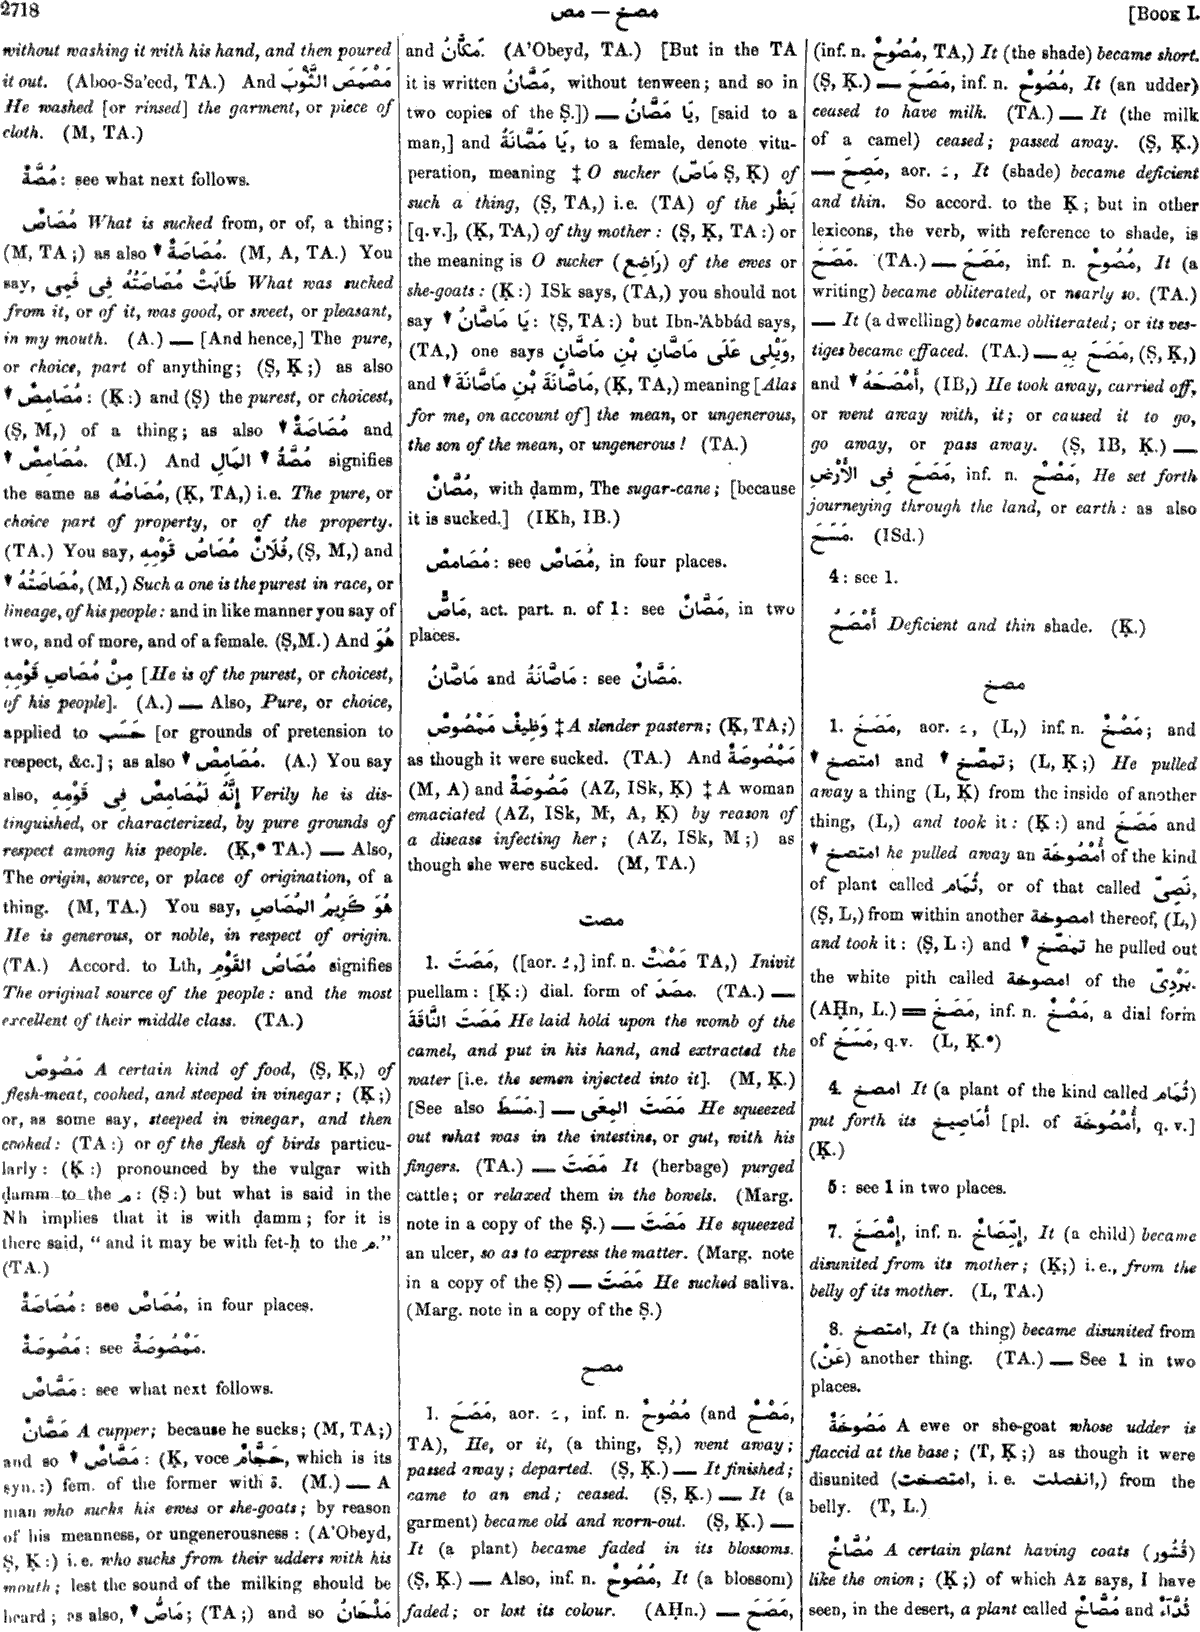 2718
مص — مصخ
[BOOK I.
without washing it with his hand, and then poured
it out. (Aboo-Sa'eed, TA.) And مَصْمَصَ الثَّوْبَ
He washed [or rinsed] the garment, or piece of
cloth. (M, TA.)
مُصَّةٌ: see what next follows.
مُصَاصٌ What is sucked from, or of, a thing;
(M, TA;) as also ▼ مُصَاصَةٌ. (M, A, TA.) You
say, طَابَتْ مُصَاصَتُهُ فِى فَمِى What was sucked
from it, or of it, was good, or sweet, or pleasant,
in my mouth. (A.) — [And hence,] The pure,
or choice, part of anything; (Ṣ, Ḳ;) as also
▼ مُصَامِصٌ: (Ḳ:) and (Ṣ) the purest, or choicest,
(Ṣ, M,) of a thing; as also ▼ مُصَاصَةٌ and
▼ مُصَامِصٌ. (M.) And مُصَّةُ ▼ المَالِ signifies
the same as مُصَاصُهُ, (Ḳ, TA,) i.e. The pure, or
choice part of property, or of the property.
(TA.) You say, فُلَانٌ مُصَاصُ قَوْمِهِ, (Ṣ, M,) and
▼ مُصَاصَتُهُ, (M,) Such a one is the purest in race, or
lineage, of his people: and in like manner you say of
two, and of more, and of a female. (Ṣ, M.) And هُوَ
مِنْ مُصَاصِ قَوْمِهِ [He is of the purest, or choicest,
of his people]. (A.) — Also, Pure, or choice,
applied to حَسَب [or grounds of pretension to
respect, &c.]; as also ▼ مُصَامِصٌ. (A.) You say
also, إِنَّهُ لَمُصَامِصٌ فِى قَوْمِهِ Verily he is dis-
tinguished, or characterized, by pure grounds of
respect among his people. (Ḳ,* TA.) — Also,
The origin, source, or place of origination, of a
thing. (M, TA.) You say, هُوَ كَرِيمُ المُصَاصِ
He is generous, or noble, in respect of origin.
(TA.) Accord. to Lth, مُصَاصُ القَوْمِ signifies
The original source of the people: and the most
excellent of their middle class. (TA.)
مَصُوصٌ A certain kind of food, (Ṣ, Ḳ,) of
flesh-meat, cooked, and steeped in vinegar; (Ḳ;)
or, as some say, steeped in vinegar, and then
cooked: (TA:) or of the flesh of birds particu-
larly: (Ḳ:) pronounced by the vulgar with
ḍamm to the م: (Ṣ:) but what is said in the
Nh implies that it is with ḍamm; for it is
there said, "and it may be with fet-ḥ to the م."
(TA.)
مُصَاصَةٌ: see مُصَاصٌ, in four places.
مَصُوصَةٌ: see مَمْصُوصَةٌ.
مَصَّاصٌ: see what next follows.
مَصَّانٌ A cupper; because he sucks; (M, TA;)
and so ▼ مَصَّاصٌ: (Ḳ, voce حَجَّامٌ, which is its
syn.:) fem. of the former with ة. (M.) — A
man who sucks his ewes or she-goats; by reason
of his meanness, or ungenerousness: (A'Obeyd,
Ṣ, Ḳ:) i.e. who sucks from their udders with his
mouth; lest the sound of the milking should be
heard; as also, ▼ مَاصٌّ; (TA;) and so مَلْحَانُ
and مَكَّانُ. (A'Obeyd, TA.) [But in the TA
it is written مَصَّانُ, without tenween; and so in
two copies of the Ṣ.]) — يَا مَصَّانُ, [said to a
man,] and يَا مَصَّانَةُ, to a female, denote vitu-
peration, meaning ‡ O sucker (مَاصّ Ṣ, Ḳ) of
such a thing, (Ṣ, TA,) i.e. (TA) of the بَظْر
[q.v.], (Ḳ, TA,) of thy mother: (Ṣ, Ḳ, TA:) or
the meaning is O sucker (رَاضِع) of the ewes or
she-goats: (Ḳ:) ISk says, (TA,) you should not
say ▼ يَا مَاصَّانُ: (Ṣ, TA:) but Ibn-'Abbád says,
(TA,) one says وَيْلِى عَلَى مَاصَّانِ بْنِ مَاصَّانٍ,
and ▼ مَاصَّانَةَ بْنِ مَاصَّانَةَ, (Ḳ, TA,) meaning [Alas
for me, on account of] the mean, or ungenerous,
the son of the mean, or ungenerous! (TA.)
مُصَّانٌ, with ḍamm, The sugar-cane; [because
it is sucked.] (IKh, IB.)
مُصَامِصٌ: see مُصَاصٌ, in four places.
مَاصٌّ, act. part. n. of 1: see مَصَّانٌ, in two
places.
مَاصَّانُ and مَاصَّانَةُ: see مَصَّانٌ.
وَظِيفٌ مَمْصُوصٌ ‡ A slender pastern; (Ḳ, TA;)
as though it were sucked. (TA.) And مَمْصُوصَةٌ
(M, A) and مَصُوصَةٌ (AZ, ISk, Ḳ) ‡ A woman
emaciated (AZ, ISk, M, A, Ḳ) by reason of
a disease infecting her; (AZ, ISk, M;) as
though she were sucked. (M, TA.)
مصت
1. مَصَتَ, ([aor. ـُ,] inf. n. مَصْتٌ TA,) Inivit
puellam: [Ḳ:) dial. form of مَصَدَ. (TA.) —
مَصَتَ النَّاقَةَ He laid hold upon the womb of the
camel, and put in his hand, and extracted the
water [i.e. the semen injected into it]. (M, Ḳ.)
[See also مَسَطَ.] — مَصَتَ المِعَى He squeezed
out what was in the intestine, or gut, with his
fingers. (TA.) — مَصَتَ It (herbage) purged
cattle; or relaxed them in the bowels. (Marg.
note in a copy of the Ṣ.) — مَصَتَ He squeezed
an ulcer, so as to express the matter. (Marg. note
in a copy of the Ṣ) — مَصَتَ He sucked saliva.
(Marg. note in a copy of the Ṣ.)
مصح
1. مَصَحَ, aor. ـَ, inf. n. مُصُوحٌ (and مَصْحٌ,
TA), He, or it, (a thing, Ṣ,) went away;
passed away; departed. (Ṣ, Ḳ.) — It finished;
came to an end; ceased. (Ṣ, Ḳ.) — It (a
garment) became old and worn-out. (Ṣ, Ḳ.) —
It (a plant) became faded in its blossoms.
(Ṣ, Ḳ.) — Also, inf. n. مُصُوحٌ, It (a blossom)
faded; or lost its colour. (AḤn.) — مَصَحَ,
(inf. n. مُصُوحٌ, TA,) It (the shade) became short.
(Ṣ, Ḳ.) — مَصَحَ, inf. n. مُصُوحٌ, It (an udder)
ceased to have milk. (TA.) — It (the milk
of a camel) ceased; passed away. (Ṣ, Ḳ.)
— مَصِحَ, aor. ـَ, It (shade) became deficient
and thin. So accord. to the Ḳ; but in other
lexicons, the verb, with reference to shade, is
مَصَحَ. (TA.) — مَصَحَ, inf. n. مُصُوحٌ, It (a
writing) became obliterated, or nearly so. (TA.)
— It (a dwelling) became obliterated; or its ves-
tiges became effaced. (TA.) — مَصَحَ بِهِ, (Ṣ, Ḳ,)
and ▼ أَمْصَحَهُ, (IB,) He took away, carried off,
or went away with, it; or caused it to go,
go away, or pass away. (Ṣ, IB, Ḳ.) —
مَصَحَ فِى الأَرْضِ, inf. n. مَصْحٌ, He set forth
journeying through the land, or earth: as also
مَسَحَ. (ISd.)
4: see 1.
أَمْصَحُ Deficient and thin shade. (Ḳ.)
مصخ
1. مَصَخَ, aor. ـَ, (L,) inf. n. مَصْخٌ; and
▼ امتصخ and ▼ تمصّخ; (L, Ḳ;) He pulled
away a thing (L, Ḳ) from the inside of another
thing, (L,) and took it: (Ḳ:) and مَصَخَ and
▼ امتصخ he pulled away an أُمْصُوخَة of the kind
of plant called ثُمَام, or of that called نَصِىّ,
(Ṣ, L,) from within another امصوخة thereof, (L,)
and took it: (Ṣ, L:) and ▼ تمصّخ he pulled out
the white pith called امصوخة of the بَرْدِىّ.
(AḤn, L.) = مَصَخَ, inf. n. مَصْخٌ, a dial form
of مَسَخَ, q.v. (L, Ḳ.*)
4. امصخ It (a plant of the kind called ثُمَام)
put forth its أَمَاصِيخ [pl. of أُمْصُوخَة, q. v.]
(Ḳ.)
5: see 1 in two places.
7. إِمَّصَخَ, inf. n. إِمِّصَاخٌ, It (a child) became
disunited from its mother; (Ḳ;) i.e., from the
belly of its mother. (L, TA.)
8. امتصخ, It (a thing) became disunited from
(عَنْ) another thing. (TA.) — See 1 in two
places.
مَصُوخَةٌ A ewe or she-goat whose udder is
flaccid at the base; (T, Ḳ;) as though it were
disunited (امتصخت, i. e. انفصلت,) from the
belly. (T, L.)
مُصَّاخٌ A certain plant having coats (قُشُور)
like the onion; (Ḳ;) of which Az says, I have
seen, in the desert, a plant called مُصَّاخٌ and ثُدَّآءٌ